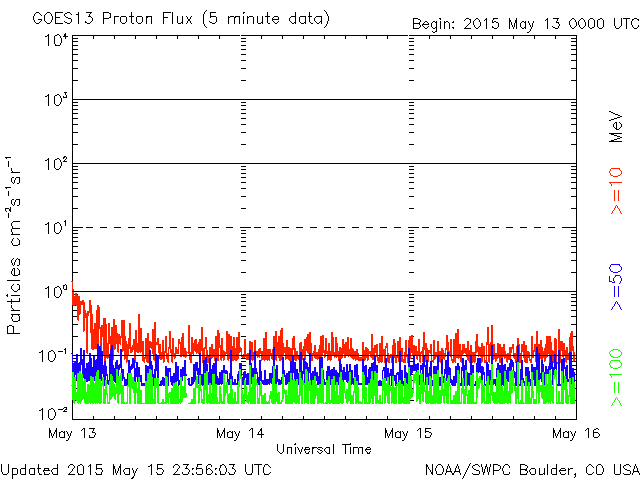 GOES13 Proton Flux (5 minute data)
Begin: 2015 May 13 0000 UTC
10⁴
10³
10²
10¹
10⁰
10⁻¹
10⁻²
Particles cm⁻²s⁻¹sr⁻¹
MeV
>=10
>=50
>=100
May 13
May 14
May 15
May 16
Universal Time
Updated 2015 May 15 23:56:03 UTC
NOAA/SWPC Boulder, CO USA